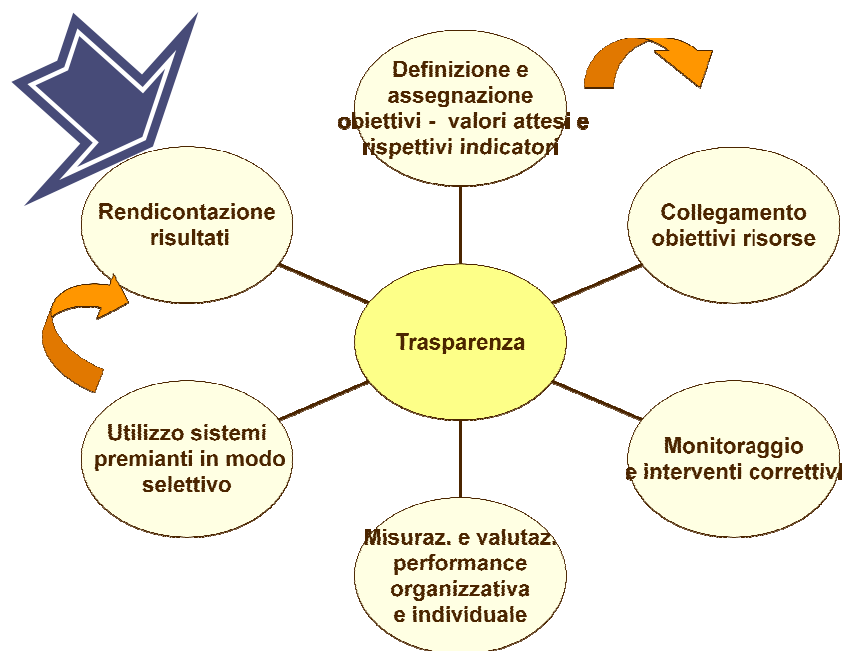 Definizione e
assegnazione
obiettivi - valori attesi e
rispettivi indicatori
Collegamento
obiettivi risorse
Monitoraggio
e interventi correttivi
Misuraz. e valutaz.
performance
organizzativa
e individuale
Utilizzo sistemi
premianti in modo
selettivo
Rendicontazione
risultati
Trasparenza